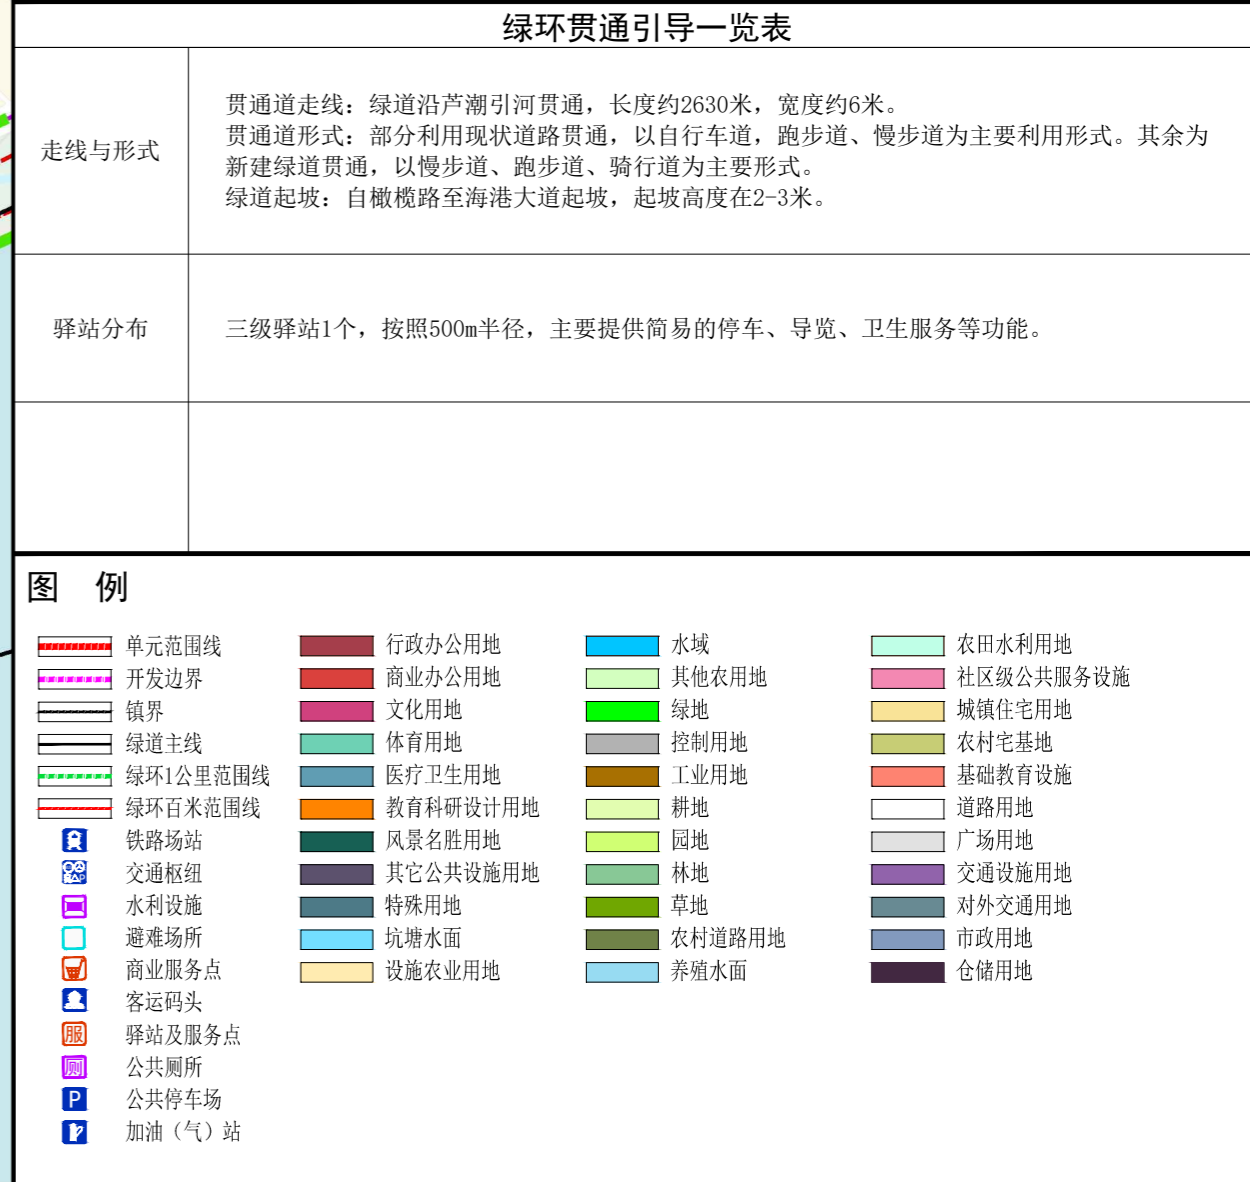 绿环贯通引导一览表
走线与形式
贯通道走线：绿道沿芦潮引河贯通，长度约2630米，宽度约6米。
贯通道形式：部分利用现状道路贯通，以自行车道，跑步道、慢步道为主要利用形式。其余为
新建绿道贯通，以慢步道、跑步道、骑行道为主要形式。
绿道起坡：自橄榄路至海港大道起坡，起坡高度在2-3米。
驿站分布
三级驿站1个，按照500m半径，主要提供简易的停车、导览、卫生服务等功能。
图 例
单元范围线
开发边界
镇界
绿道主线
绿环1公里范围线
绿环百米范围线
铁路场站
交通枢纽
水利设施
避难场所
商业服务点
客运码头
服 驿站及服务点
厕 公共厕所
P 公共停车场
加油（气）站
行政办公用地
商业办公用地
文化用地
体育用地
医疗卫生用地
教育科研设计用地
风景名胜用地
其它公共设施用地
特殊用地
坑塘水面
设施农业用地
水域
其他农用地
绿地
控制用地
工业用地
耕地
园地
林地
草地
农村道路用地
养殖水面
农田水利用地
社区级公共服务设施
城镇住宅用地
农村宅基地
基础教育设施
道路用地
广场用地
交通设施用地
对外交通用地
市政用地
仓储用地